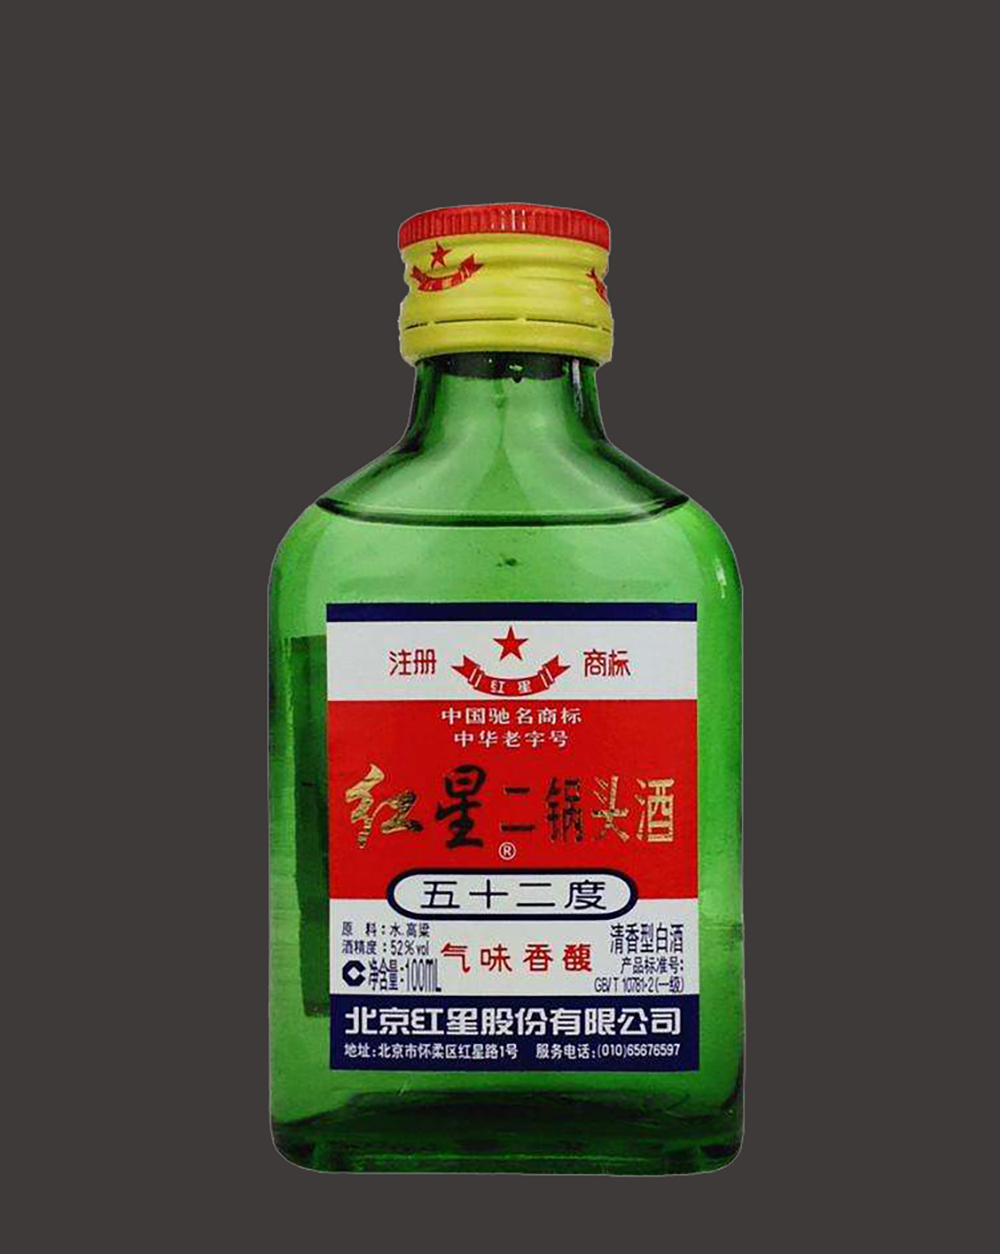 注册 商标
红星
中国驰名商标
中华老字号
红星二锅头酒
®
五十二度
原 料：水.高粱
酒精度：52%vol
净含量：100mL
气味香馥
清香型白酒
产品标准号：
GB/T 10781·2(一级)
北京红星股份有限公司
地址：北京市怀柔区红星路1号 服务电话：(010)65676597